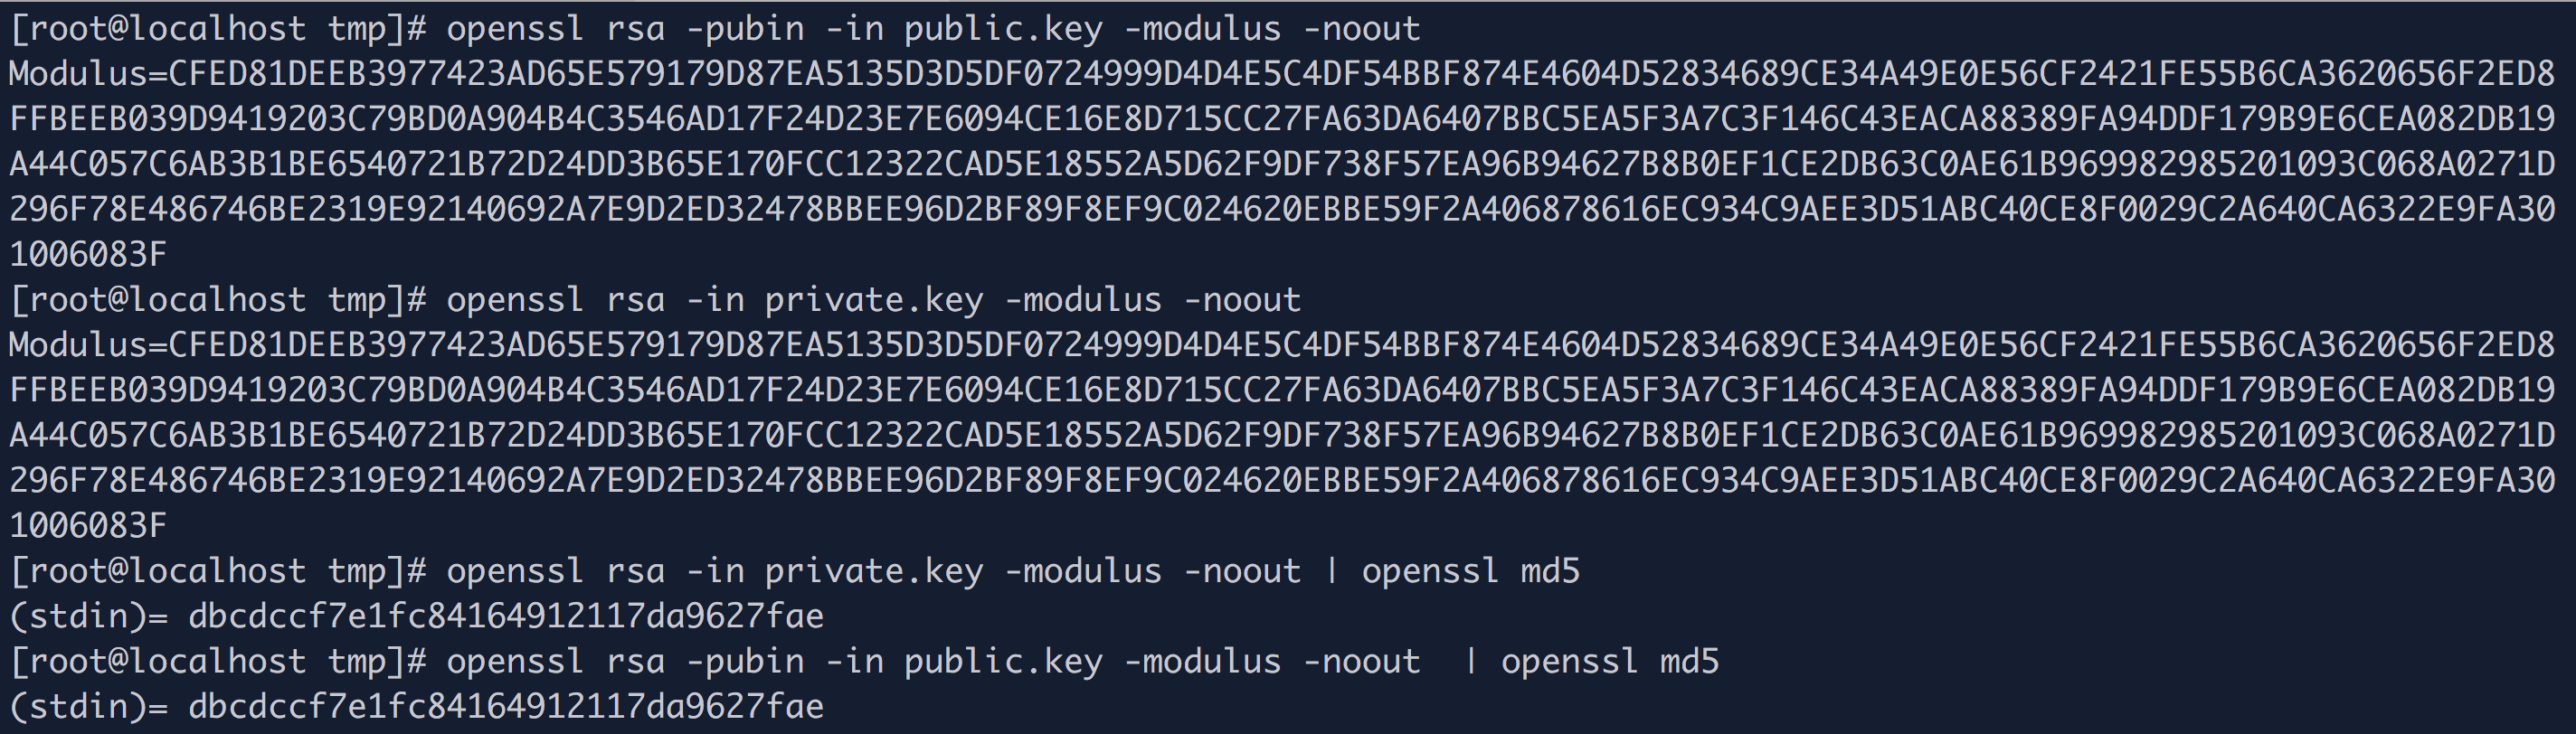 [root@localhost tmp]# openssl rsa -pubin -in public.key -modulus -noout
Modulus=CFED81DEEB3977423AD65E579179D87EA5135D3D5DF0724999D4D4E5C4DF54BBF874E4604D52834689CE34A49E0E56CF2421FE55B6CA3620656F2ED8
FFBEEB039D9419203C79BD0A904B4C3546AD17F24D23E7E6094CE16E8D715CC27FA63DA6407BBC5EA5F3A7C3F146C43EACA88389FA94DDF179B9E6CEA082DB19
A44C057C6AB3B1BE6540721B72D24DD3B65E170FCC12322CAD5E18552A5D62F9DF738F57EA96B94627B8B0EF1CE2DB63C0AE61B969982985201093C068A0271D
296F78E486746BE2319E92140692A7E9D2ED32478BBEE96D2BF89F8EF9C024620EBBE59F2A406878616EC934C9AEE3D51ABC40CE8F0029C2A640CA6322E9FA30
1006083F
[root@localhost tmp]# openssl rsa -in private.key -modulus -noout
Modulus=CFED81DEEB3977423AD65E579179D87EA5135D3D5DF0724999D4D4E5C4DF54BBF874E4604D52834689CE34A49E0E56CF2421FE55B6CA3620656F2ED8
FFBEEB039D9419203C79BD0A904B4C3546AD17F24D23E7E6094CE16E8D715CC27FA63DA6407BBC5EA5F3A7C3F146C43EACA88389FA94DDF179B9E6CEA082DB19
A44C057C6AB3B1BE6540721B72D24DD3B65E170FCC12322CAD5E18552A5D62F9DF738F57EA96B94627B8B0EF1CE2DB63C0AE61B969982985201093C068A0271D
296F78E486746BE2319E92140692A7E9D2ED32478BBEE96D2BF89F8EF9C024620EBBE59F2A406878616EC934C9AEE3D51ABC40CE8F0029C2A640CA6322E9FA30
1006083F
[root@localhost tmp]# openssl rsa -in private.key -modulus -noout | openssl md5
(stdin)= dbcdccf7e1fc84164912117da9627fae
[root@localhost tmp]# openssl rsa -pubin -in public.key -modulus -noout  | openssl md5
(stdin)= dbcdccf7e1fc84164912117da9627fae